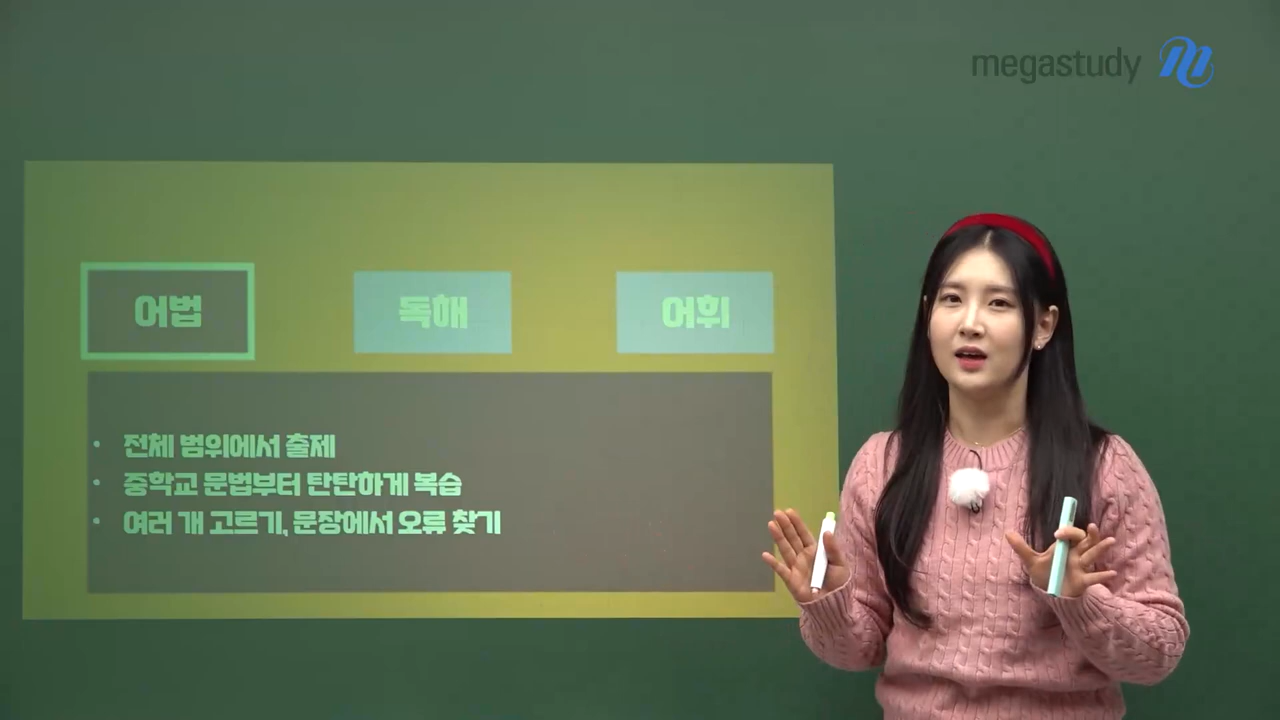 megastudy
어법
독해
어휘
• 전체 범위에서 출제
• 중학교 문법부터 탄탄하게 복습
• 여러 개 고르기, 문장에서 오류 찾기